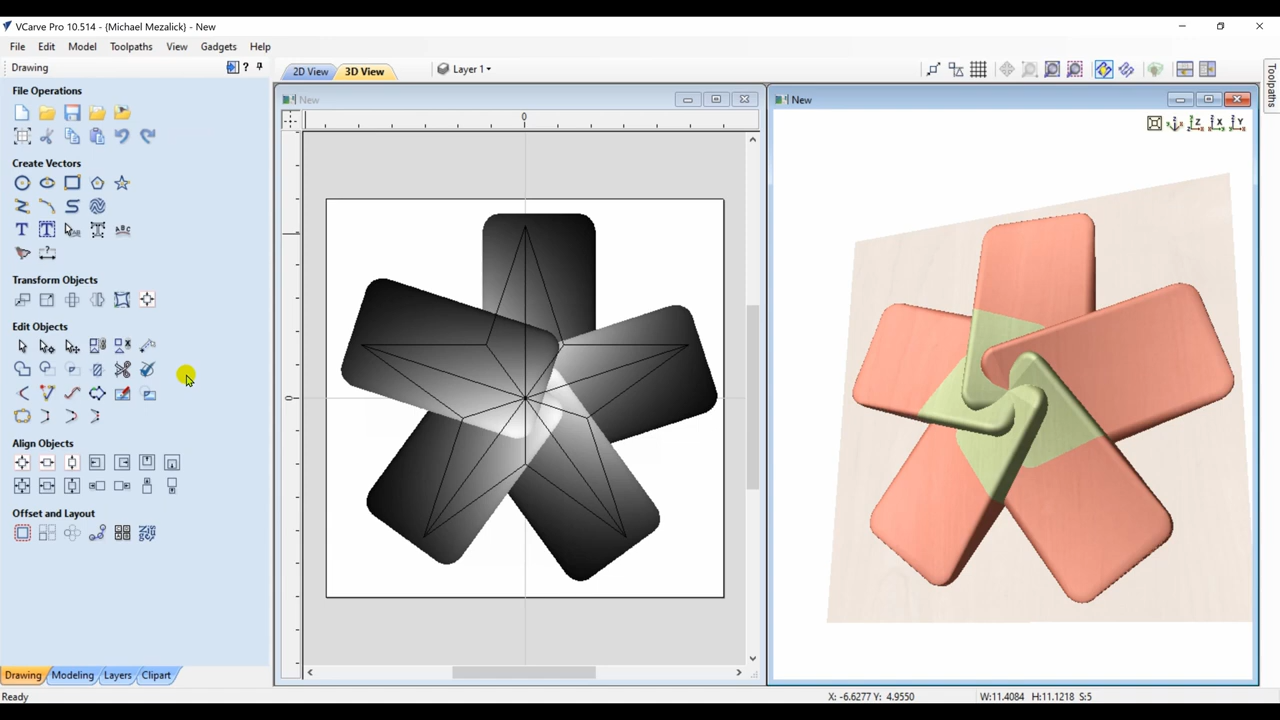 VCarve Pro 10.514 - {Michael Mezalick} - New
File Edit Model Toolpaths View Gadgets Help
Drawing ?
2D View 3D View Layer 1
Toolpaths
File Operations
New
New
0
Z X Y
Create Vectors
T T ABC
Transform Objects
Edit Objects
0
Align Objects
Offset and Layout
Drawing Modeling Layers Clipart
Ready
X: -6.6277 Y: 4.9550
W:11.4084 H:11.1218 S:5